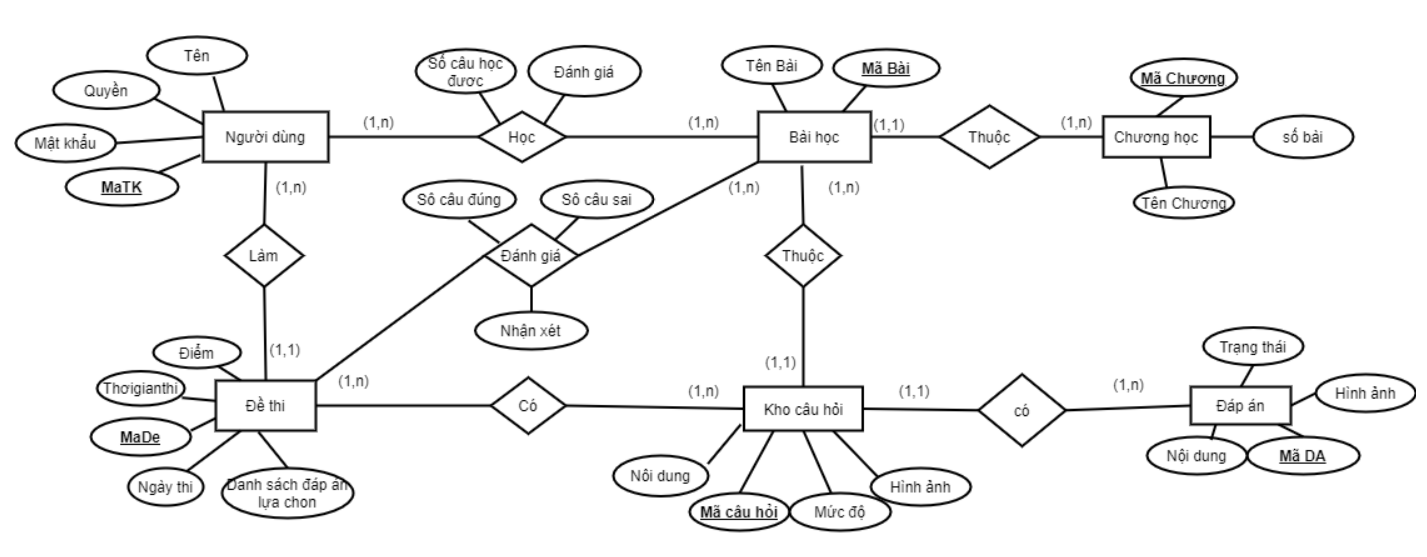 Tên
Quyền
Mật khẩu
MaTK
Người dùng
(1,n)
Số câu học
được
Đánh giá
Học
(1,n)
Tên Bài
Mã Bài
Bài học
(1,1)
Thuộc
(1,n)
Mã Chương
Chương học
số bài
Tên Chương
(1,n)
Số câu đúng
Số câu sai
(1,n)
(1,n)
Làm
Đánh giá
Thuộc
Nhận xét
Điểm
(1,1)
(1,1)
Trạng thái
Thơigianthi
(1,n)
Đề thi
Có
(1,n)
Kho câu hỏi
(1,1)
có
(1,n)
Đáp án
Hình ảnh
MaDe
Ngày thi
Danh sách đáp án
lựa chon
Nôi dung
Mã câu hỏi
Mức độ
Hình ảnh
Nội dung
Mã DA